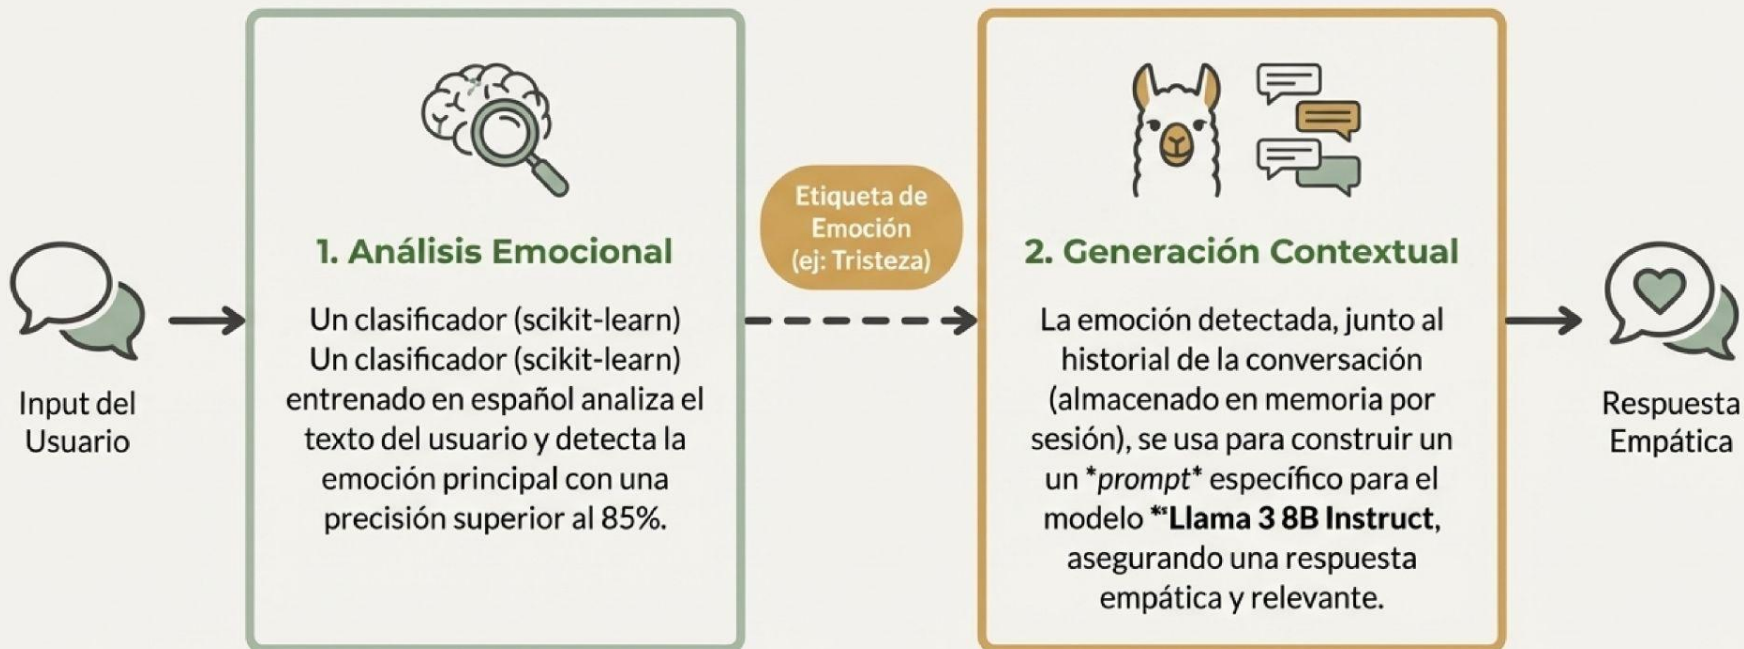 Input del
Usuario
1. Análisis Emocional
Un clasificador (scikit-learn)
Un clasificador (scikit-learn)
entrenado en español analiza el
texto del usuario y detecta la
emoción principal con una
precisión superior al 85%.
Etiqueta de
Emoción
(ej: Tristeza)
2. Generación Contextual
La emoción detectada, junto al
historial de la conversación
(almacenado en memoria por
sesión), se usa para construir un
un *prompt* específico para el
modelo **Llama 3 8B Instruct,
asegurando una respuesta
empática y relevante.
Respuesta
Empática